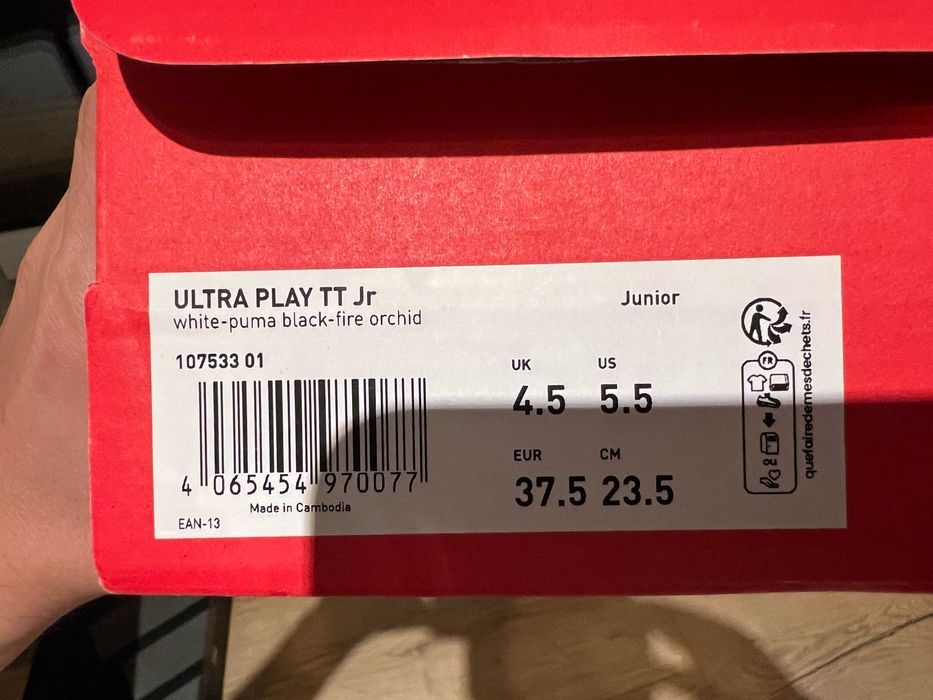 ULTRA PLAY TT Jr
Junior
white-puma black-fire orchid
107533 01
UK US
4.5 5.5
EUR CM
37.5 23.5
4 065454 970077
Made in Cambodia
EAN-13
FR
quefairedemesdechets.fr